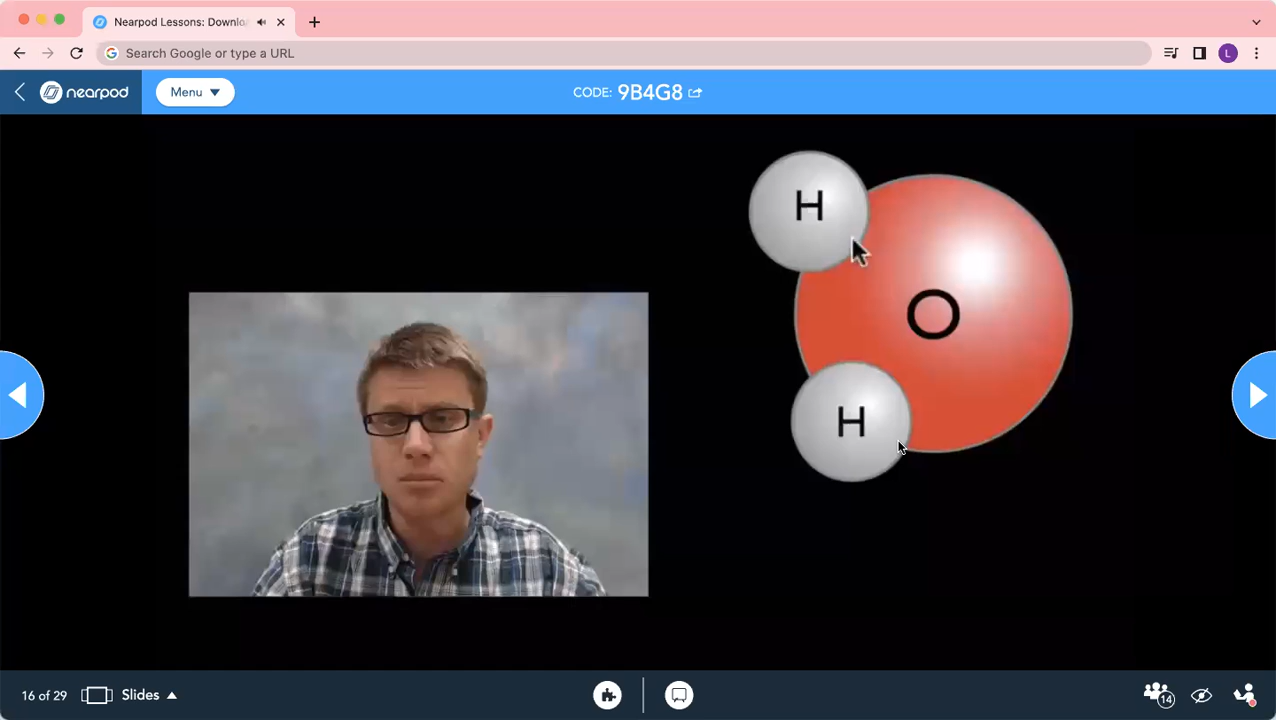 Nearpod Lessons: Downlo
Search Google or type a URL
L
nearpod
Menu
CODE: 9B4G8
H
O
H
16 of 29
Slides
14